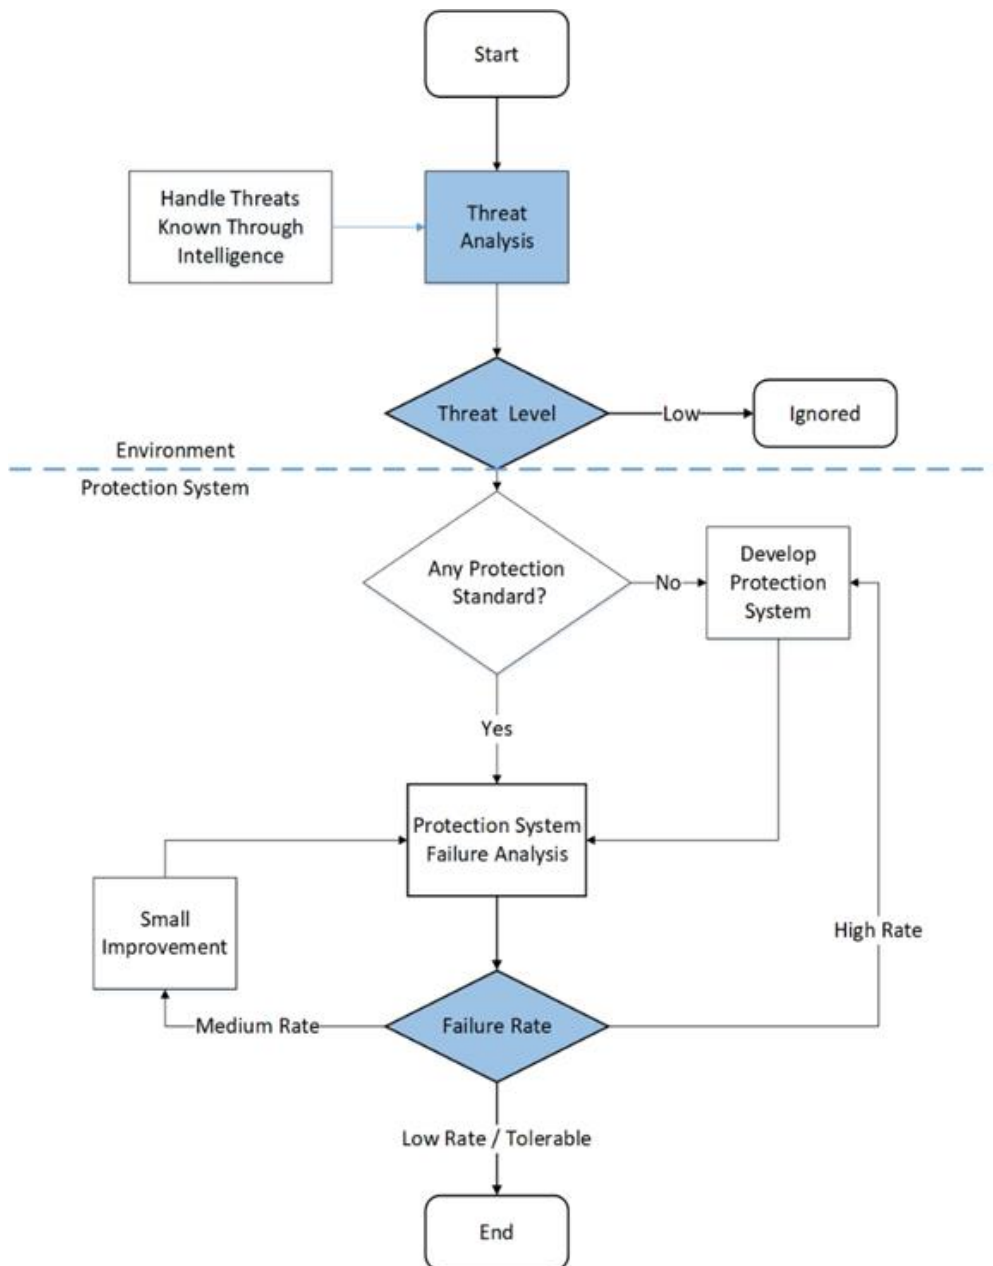 Start
Handle Threats
Known Through
Intelligence
Threat
Analysis
Threat Level
Low
Ignored
Environment
Protection System
Any Protection
Standard?
No
Develop
Protection
System
Yes
Protection System
Failure Analysis
Small
Improvement
High Rate
Medium Rate
Failure Rate
Low Rate / Tolerable
End